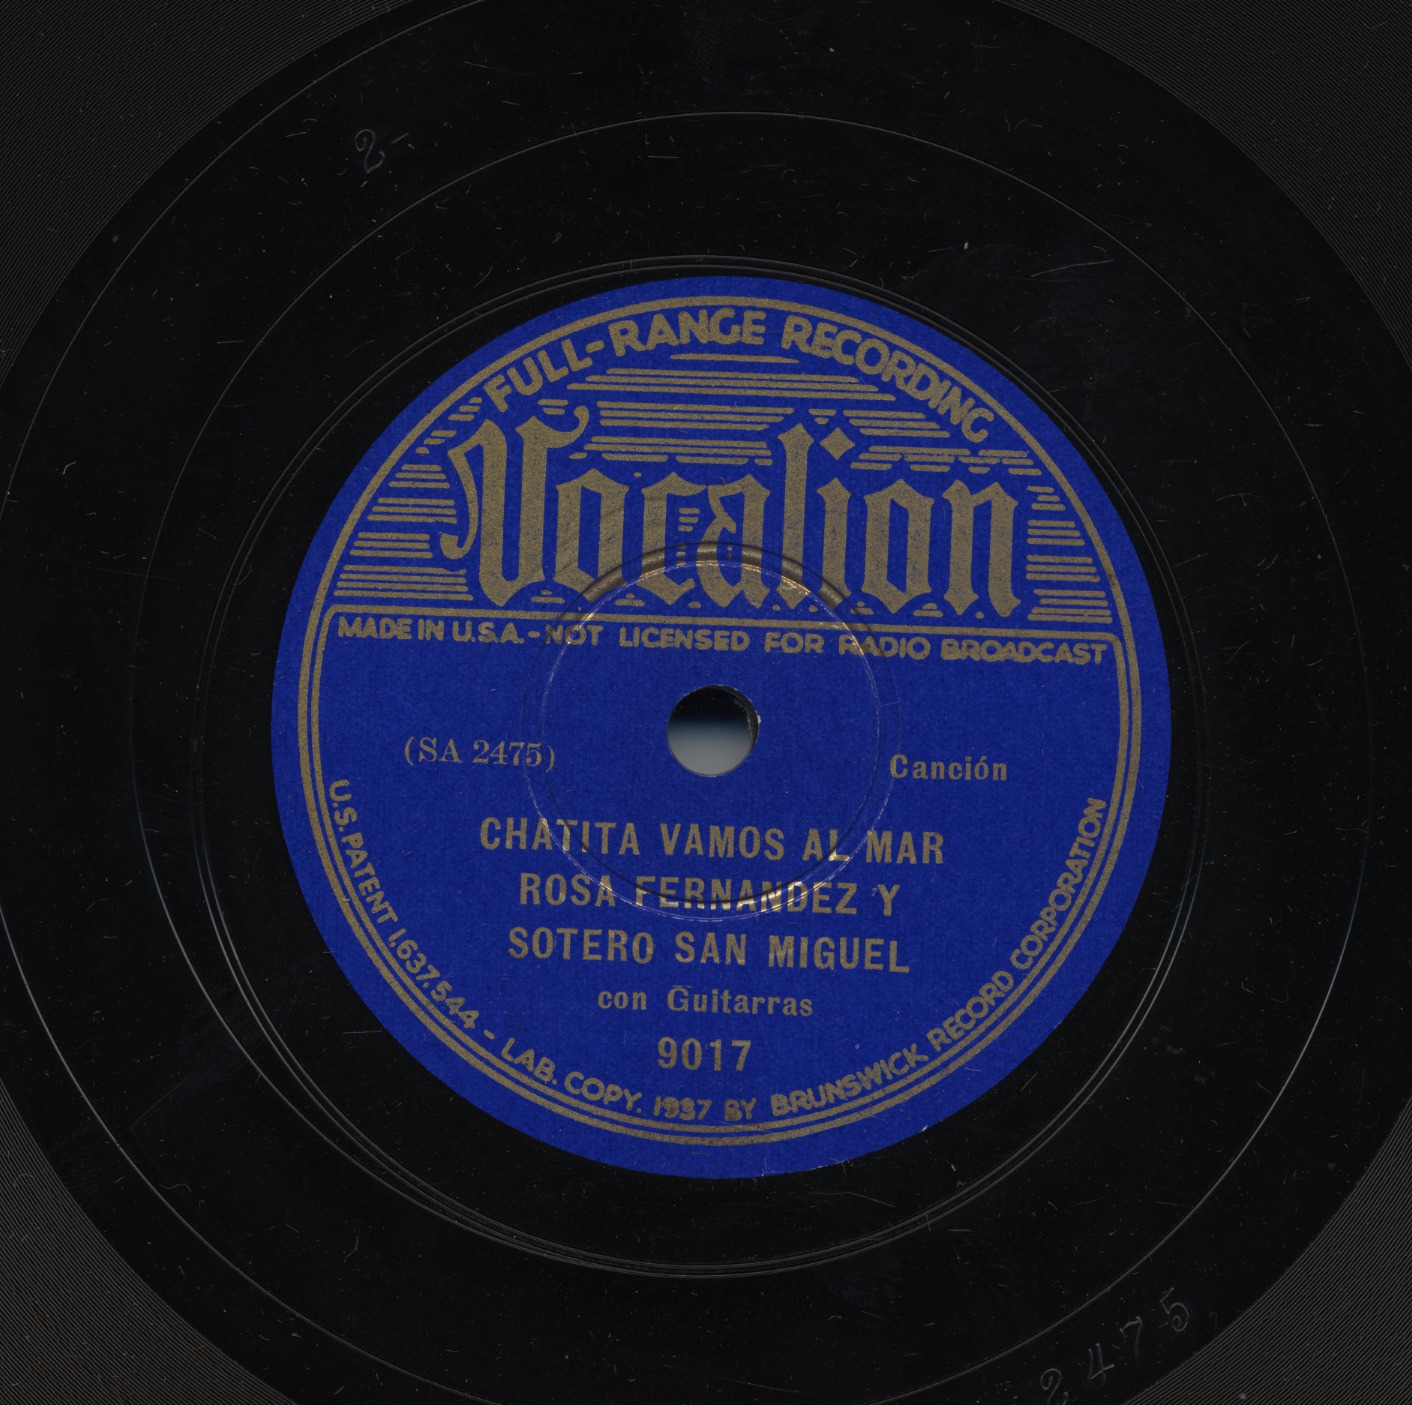 2-
FULL-RANGE RECORDING
Vocalion
MADE IN U.S.A. - NOT LICENSED FOR RADIO BROADCAST
(SA 2475)
Canción
CHATITA VAMOS AL MAR
ROSA FERNANDEZ Y
SOTERO SAN MIGUEL
con Guitarras
9017
U.S. PATENT 1,637,544 - LAB. COPY. 1937 BY BRUNSWICK RECORD CORPORATION
2475